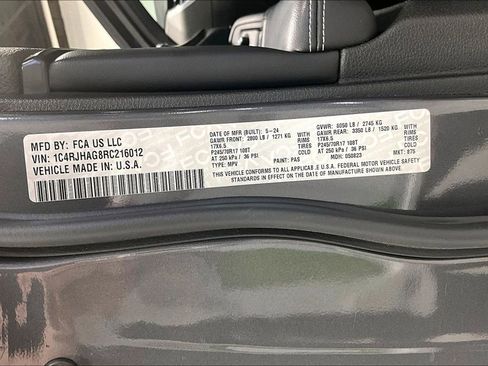 MFD BY: FCA US LLC
VIN: 1C4RJHAG8RC216012
VEHICLE MADE IN: U.S.A.
DATE OF MFR (BUILT): 5-24 GVWR: 6050 LB / 2745 KG
GAWR FRONT: 2800 LB / 1271 KG GAWR REAR: 3350 LB / 1520 KG
17X6.5 RIMS 17X6.5 RIMS
P245/70R17 108T TIRES P245/70R17 108T TIRES
AT 250 kPa / 36 PSI COLD AT 250 kPa / 36 PSI COLD
TYPE: MPV PAINT: PAS MDH: 050823 MKT: 875
THIS VEHICLE CONFORMS TO ALL APPLICABLE U.S.A. FEDERAL MOTOR VEHICLE
SAFETY STANDARDS IN EFFECT ON THE DATE OF MANUFACTURE SHOWN ABOVE